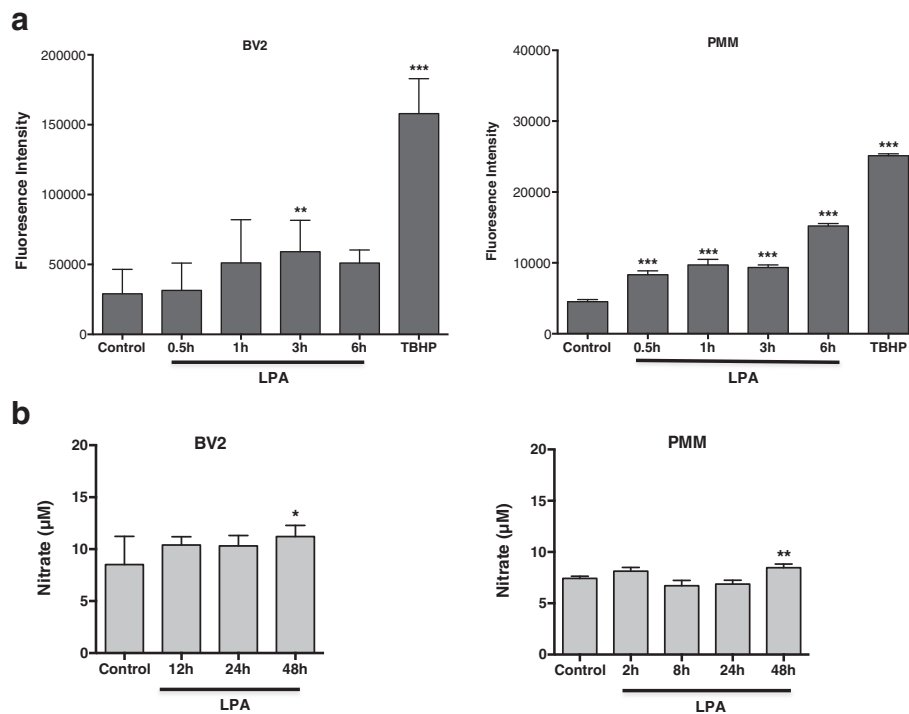 a
BV2
Fluoresence Intensity
200000
150000
100000
50000
0
***
**
Control 0.5h 1h 3h 6h TBHP
LPA
PMM
Fluoresence Intensity
40000
30000
20000
10000
0
*** *** *** *** ***
Control 0.5h 1h 3h 6h TBHP
LPA
b
BV2
Nitrate (µM)
20
15
10
5
0
*
Control 12h 24h 48h
LPA
PMM
Nitrate (µM)
20
15
10
5
0
**
Control 2h 8h 24h 48h
LPA